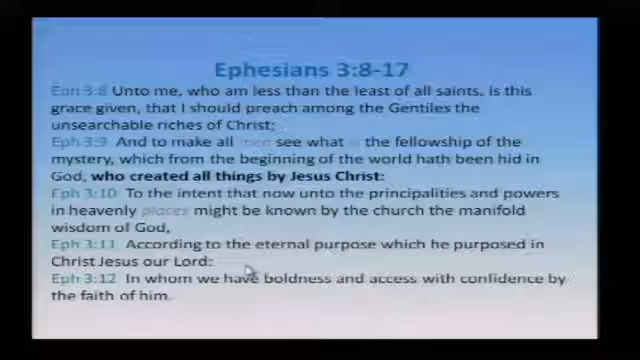 Ephesians 3:8-17
Eph 3:8 Unto me, who am less than the least of all saints, is this
grace given, that I should preach among the Gentiles the
unsearchable riches of Christ;
Eph 3:9 And to make all men see what is the fellowship of the
mystery, which from the beginning of the world hath been hid in
God, who created all things by Jesus Christ:
Eph 3:10 To the intent that now unto the principalities and powers
in heavenly places might be known by the church the manifold
wisdom of God,
Eph 3:11 According to the eternal purpose which he purposed in
Christ Jesus our Lord:
Eph 3:12 In whom we have boldness and access with confidence by
the faith of him.